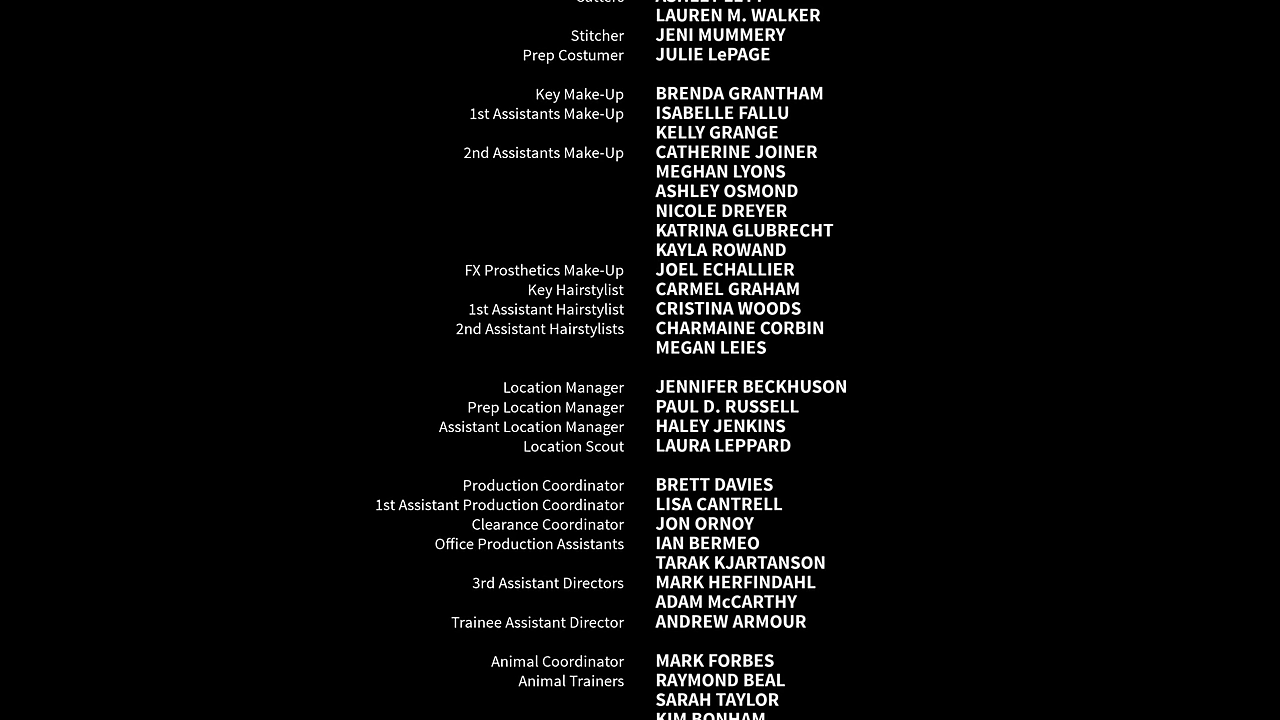 LAUREN M. WALKER
Stitcher JENI MUMMERY
Prep Costumer JULIE LePAGE
Key Make-Up BRENDA GRANTHAM
1st Assistants Make-Up ISABELLE FALLU
KELLY GRANGE
2nd Assistants Make-Up CATHERINE JOINER
MEGHAN LYONS
ASHLEY OSMOND
NICOLE DREYER
KATRINA GLUBRECHT
KAYLA ROWAND
FX Prosthetics Make-Up JOEL ECHALLIER
Key Hairstylist CARMEL GRAHAM
1st Assistant Hairstylist CRISTINA WOODS
2nd Assistant Hairstylists CHARMAINE CORBIN
MEGAN LEIES
Location Manager JENNIFER BECKHUSON
Prep Location Manager PAUL D. RUSSELL
Assistant Location Manager HALEY JENKINS
Location Scout LAURA LEPPARD
Production Coordinator BRETT DAVIES
1st Assistant Production Coordinator LISA CANTRELL
Clearance Coordinator JON ORNOY
Office Production Assistants IAN BERMEO
TARAK KJARTANSON
3rd Assistant Directors MARK HERFINDAHL
ADAM McCARTHY
Trainee Assistant Director ANDREW ARMOUR
Animal Coordinator MARK FORBES
Animal Trainers RAYMOND BEAL
SARAH TAYLOR
KIM BONHAM